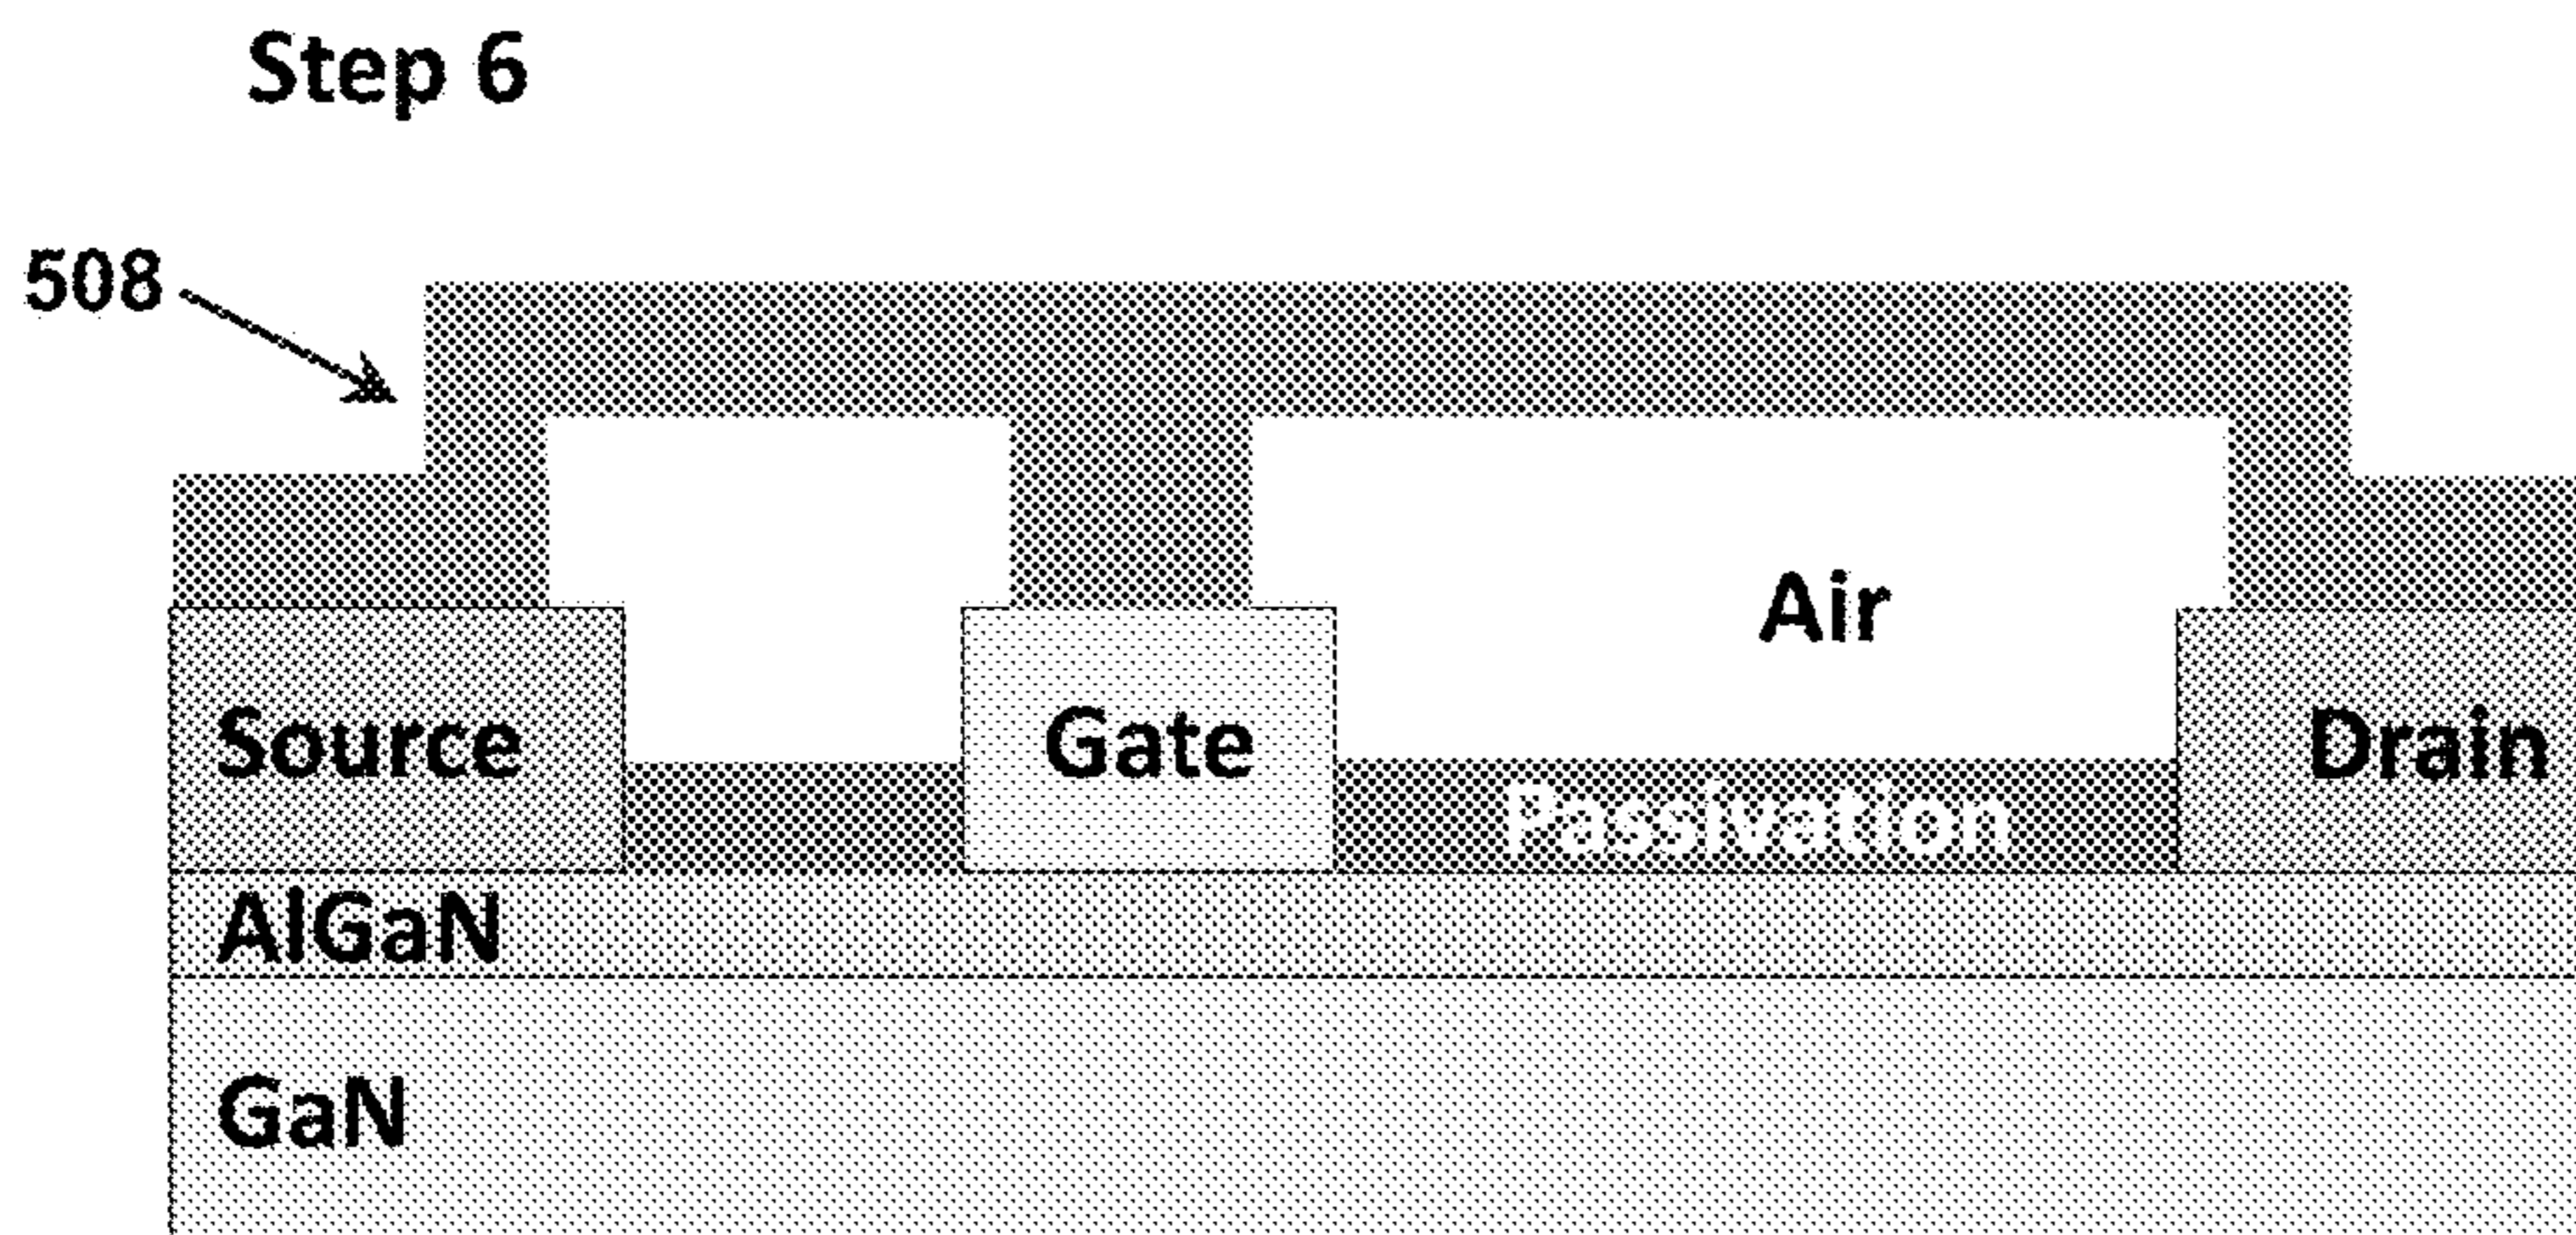 Step 6
508
Air
Source
Gate
Drain
Passivation
AlGaN
GaN